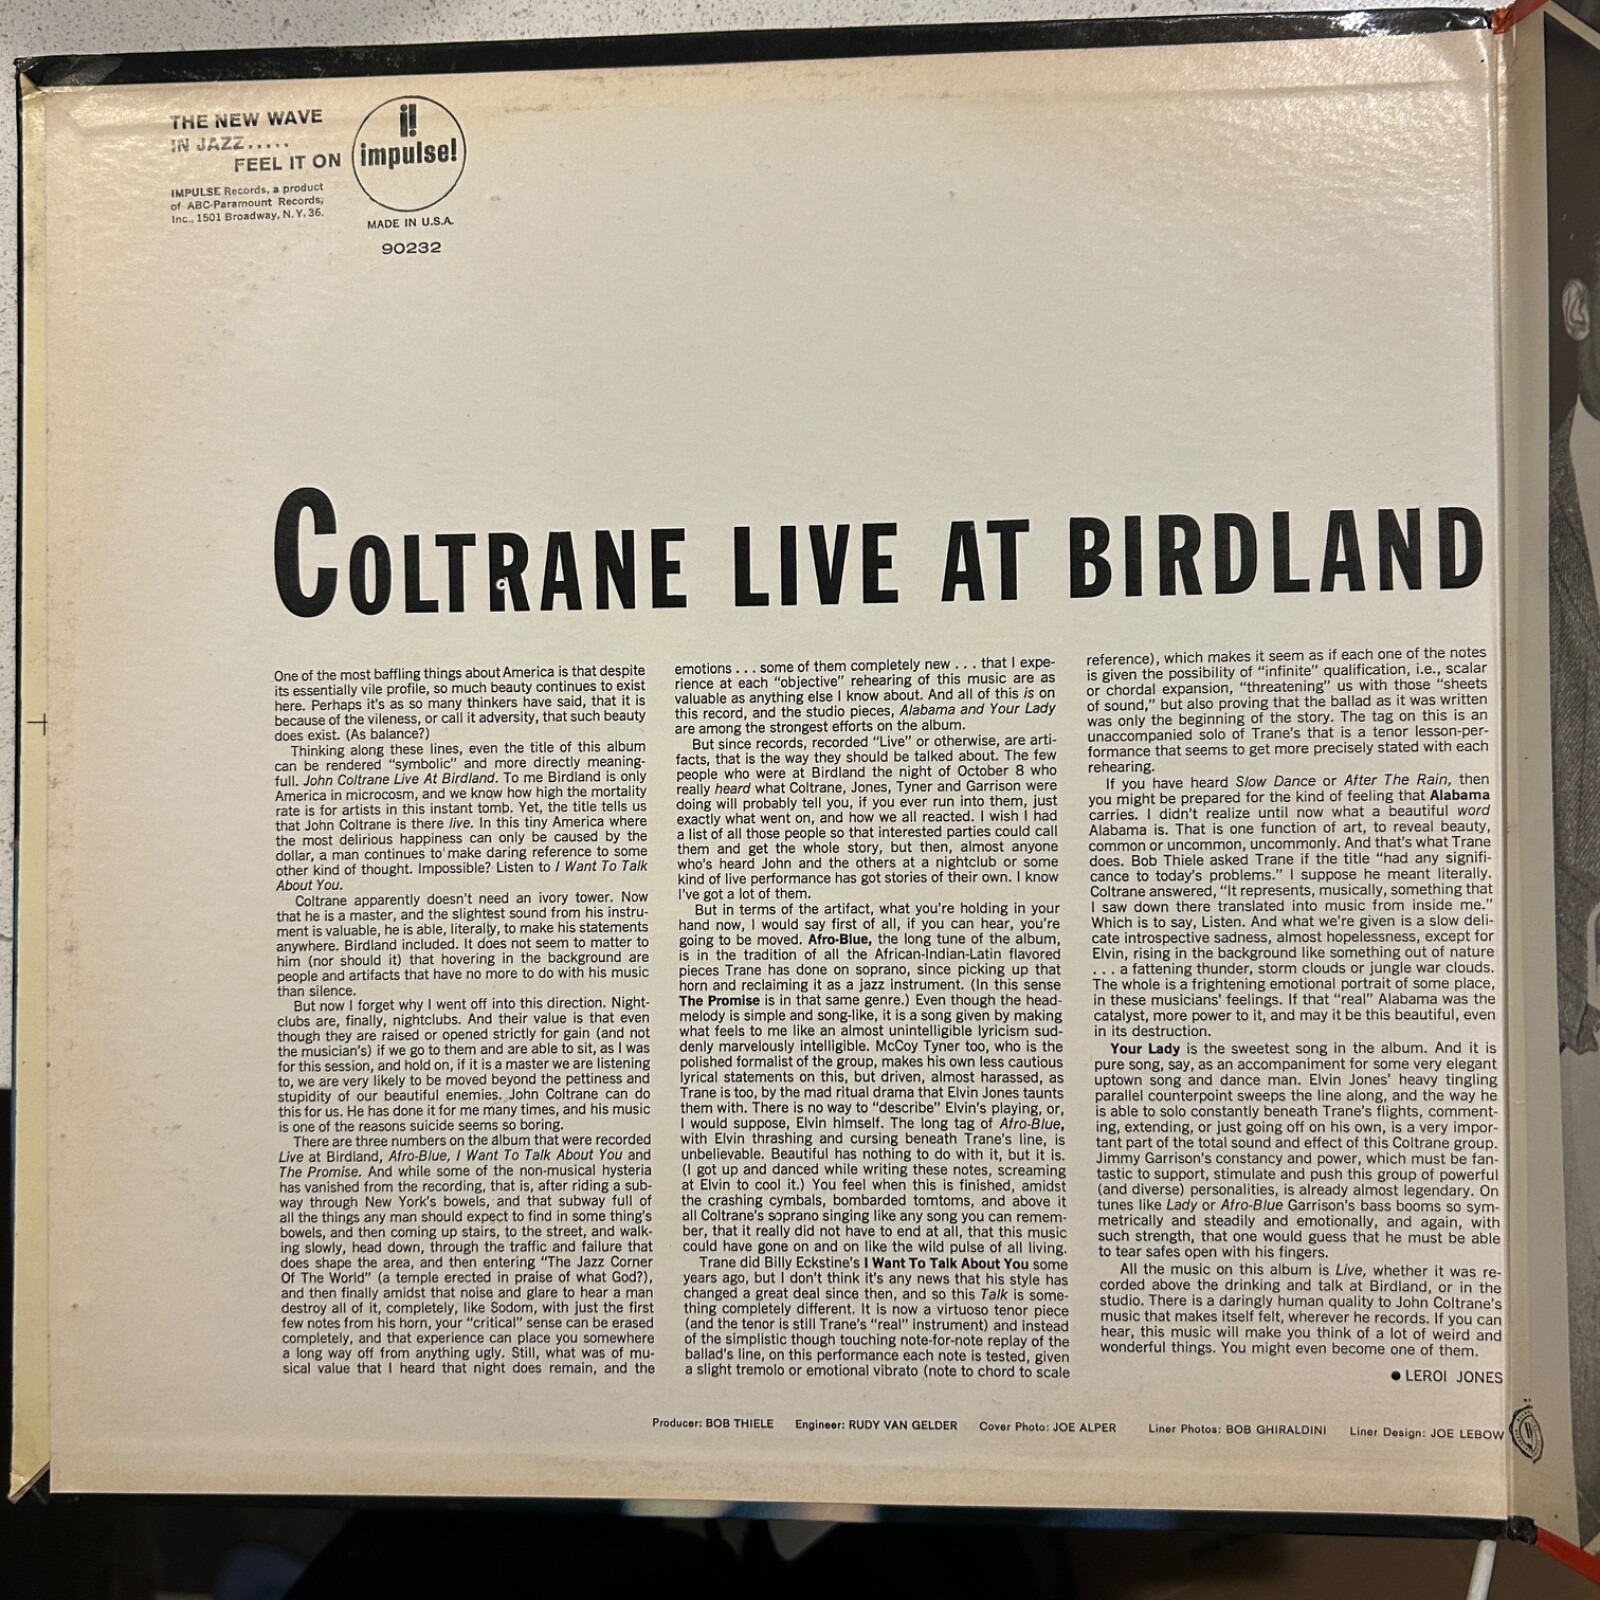 THE NEW WAVE
IN JAZZ.....
FEEL IT ON
i!
impulse!
IMPULSE Records, a product
of ABC-Paramount Records,
Inc., 1501 Broadway, N.Y. 36.
MADE IN U.S.A.
90232
COLTRANE LIVE AT BIRDLAND
One of the most baffling things about America is that despite
its essentially vile profile, so much beauty continues to exist
here. Perhaps it's as so many thinkers have said, that it is
because of the vileness, or call it adversity, that such beauty
does exist. (As balance?)
Thinking along these lines, even the title of this album
can be rendered “symbolic” and more directly meaning-
full. John Coltrane Live At Birdland. To me Birdland is only
America in microcosm, and we know how high the mortality
rate is for artists in this instant tomb. Yet, the title tells us
that John Coltrane is there live. In this tiny America where
the most delirious happiness can only be caused by the
dollar, a man continues to make daring reference to some
other kind of thought. Impossible? Listen to I Want To Talk
About You.
Coltrane apparently doesn't need an ivory tower. Now
that he is a master, and the slightest sound from his instru-
ment is valuable, he is able, literally, to make his statements
anywhere. Birdland included. It does not seem to matter to
him (nor should it) that hovering in the background are
people and artifacts that have no more to do with his music
than silence.
But now I forget why I went off into this direction. Night-
clubs are, finally, nightclubs. And their value is that even
though they are raised or opened strictly for gain (and not
the musician's) if we go to them and are able to sit, as I was
for this session, and hold on, if it is a master we are listening
to, we are very likely to be moved beyond the pettiness and
stupidity of our beautiful enemies. John Coltrane can do
this for us. He has done it for me many times, and his music
is one of the reasons suicide seems so boring.
There are three numbers on the album that were recorded
Live at Birdland, Afro-Blue, I Want To Talk About You and
The Promise. And while some of the non-musical hysteria
has vanished from the recording, that is, after riding a sub-
way through New York's bowels, and that subway full of
all the things any man should expect to find in some thing's
bowels, and then coming up stairs, to the street, and walk-
ing slowly, head down, through the traffic and failure that
does shape the area, and then entering “The Jazz Corner
Of The World” (a temple erected in praise of what God?),
and then finally amidst that noise and glare to hear a man
destroy all of it, completely, like Sodom, with just the first
few notes from his horn, your “critical” sense can be erased
completely, and that experience can place you somewhere
a long way off from anything ugly. Still, what was of mu-
sical value that I heard that night does remain, and the
emotions . . . some of them completely new . . . that I expe-
rience at each “objective” rehearing of this music are as
valuable as anything else I know about. And all of this is on
this record, and the studio pieces, Alabama and Your Lady
are among the strongest efforts on the album.
But since records, recorded “Live” or otherwise, are arti-
facts, that is the way they should be talked about. The few
people who were at Birdland the night of October 8 who
really heard what Coltrane, Jones, Tyner and Garrison were
doing will probably tell you, if you ever run into them, just
exactly what went on, and how we all reacted. I wish I had
a list of all those people so that interested parties could call
them and get the whole story, but then, almost anyone
who's heard John and the others at a nightclub or some
kind of live performance has got stories of their own. I know
I've got a lot of them.
But in terms of the artifact, what you're holding in your
hand now, I would say first of all, if you can hear, you're
going to be moved. Afro-Blue, the long tune of the album,
is in the tradition of all the African-Indian-Latin flavored
pieces Trane has done on soprano, since picking up that
horn and reclaiming it as a jazz instrument. (In this sense
The Promise is in that same genre.) Even though the head-
melody is simple and song-like, it is a song given by making
what feels to me like an almost unintelligible lyricism sud-
denly marvelously intelligible. McCoy Tyner too, who is the
polished formalist of the group, makes his own less cautious
lyrical statements on this, but driven, almost harassed, as
Trane is too, by the mad ritual drama that Elvin Jones taunts
them with. There is no way to “describe” Elvin's playing, or,
I would suppose, Elvin himself. The long tag of Afro-Blue,
with Elvin thrashing and cursing beneath Trane's line, is
unbelievable. Beautiful has nothing to do with it, but it is.
(I got up and danced while writing these notes, screaming
at Elvin to cool it.) You feel when this is finished, amidst
the crashing cymbals, bombarded tomtoms, and above it
all Coltrane's soprano singing like any song you can remem-
ber, that it really did not have to end at all, that this music
could have gone on and on like the wild pulse of all living.
Trane did Billy Eckstine's I Want To Talk About You some
years ago, but I don't think it's any news that his style has
changed a great deal since then, and so this Talk is some-
thing completely different. It is now a virtuoso tenor piece
(and the tenor is still Trane's “real” instrument) and instead
of the simplistic though touching note-for-note replay of the
ballad's line, on this performance each note is tested, given
a slight tremolo or emotional vibrato (note to chord to scale
reference), which makes it seem as if each one of the notes
is given the possibility of “infinite” qualification, i.e., scalar
or chordal expansion, “threatening” us with those “sheets
of sound,” but also proving that the ballad as it was written
was only the beginning of the story. The tag on this is an
unaccompanied solo of Trane's that is a tenor lesson-per-
formance that seems to get more precisely stated with each
rehearing.
If you have heard Slow Dance or After The Rain, then
you might be prepared for the kind of feeling that Alabama
carries. I didn't realize until now what a beautiful word
Alabama is. That is one function of art, to reveal beauty,
common or uncommon, uncommonly. And that's what Trane
does. Bob Thiele asked Trane if the title “had any signifi-
cance to today's problems.” I suppose he meant literally.
Coltrane answered, “It represents, musically, something that
I saw down there translated into music from inside me.”
Which is to say, Listen. And what we're given is a slow deli-
cate introspective sadness, almost hopelessness, except for
Elvin, rising in the background like something out of nature
. . . a fattening thunder, storm clouds or jungle war clouds.
The whole is a frightening emotional portrait of some place,
in these musicians' feelings. If that “real” Alabama was the
catalyst, more power to it, and may it be this beautiful, even
in its destruction.
Your Lady is the sweetest song in the album. And it is
pure song, say, as an accompaniment for some very elegant
uptown song and dance man. Elvin Jones' heavy tingling
parallel counterpoint sweeps the line along, and the way he
is able to solo constantly beneath Trane's flights, comment-
ing, extending, or just going off on his own, is a very impor-
tant part of the total sound and effect of this Coltrane group.
Jimmy Garrison's constancy and power, which must be fan-
tastic to support, stimulate and push this group of powerful
(and diverse) personalities, is already almost legendary. On
tunes like Lady or Afro-Blue Garrison's bass booms so sym-
metrically and steadily and emotionally, and again, with
such strength, that one would guess that he must be able
to tear safes open with his fingers.
All the music on this album is Live, whether it was re-
corded above the drinking and talk at Birdland, or in the
studio. There is a daringly human quality to John Coltrane's
music that makes itself felt, wherever he records. If you can
hear, this music will make you think of a lot of weird and
wonderful things. You might even become one of them.
● LEROI JONES
Producer: BOB THIELE Engineer: RUDY VAN GELDER Cover Photo: JOE ALPER Liner Photos: BOB GHIRALDINI Liner Design: JOE LEBOW